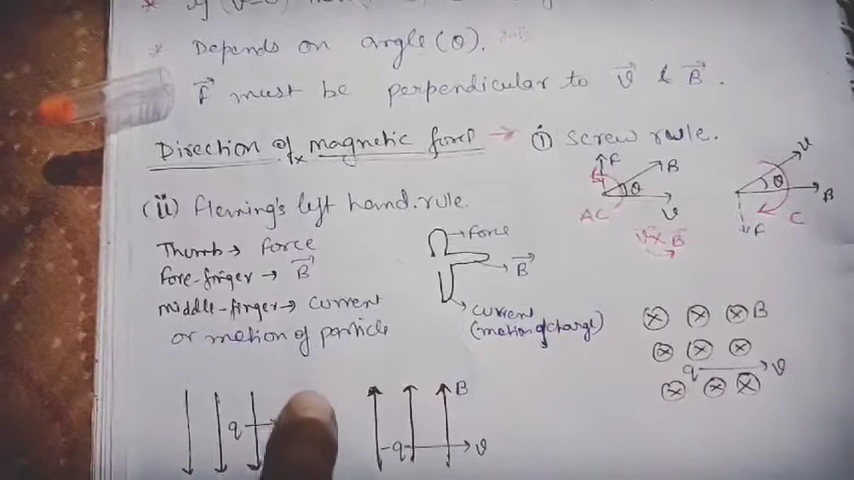 * Depends on angle (θ).
F⃗ must be perpendicular to v⃗ & B⃗.
Direction of magnetic force → (i) Screw rule.
F B θ v AC v⃗ × B⃗
v θ B F C
(ii) Fleming's left hand rule
Thumb → force
fore-finger → B⃗
middle-finger → current
or motion of particle
force
B⃗
current
(motion of charge)
⊗ ⊗ ⊗ B
⊗ ⊗ ⊗
q v
⊗ ⊗ ⊗
q
B
q v